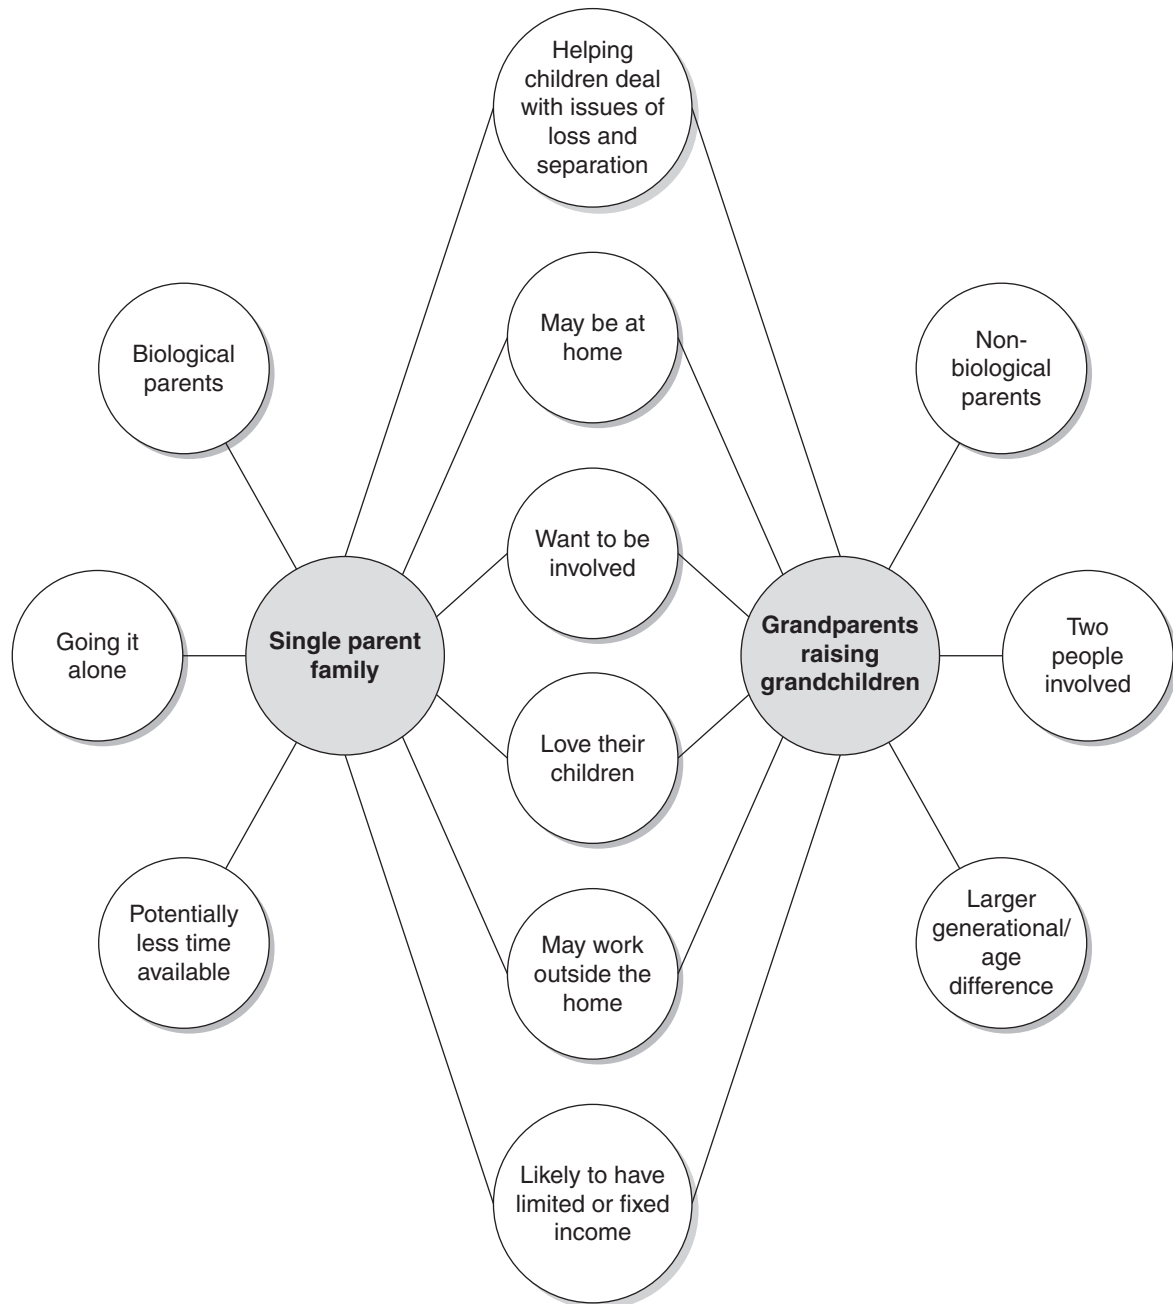 Helping
children deal
with issues of
loss and
separation
May be at
home
Biological
parents
Non-
biological
parents
Want to be
involved
Going it
alone
Single parent
family
Grandparents
raising
grandchildren
Two
people
involved
Love their
children
Potentially
less time
available
May work
outside the
home
Larger
generational/
age
difference
Likely to have
limited or fixed
income